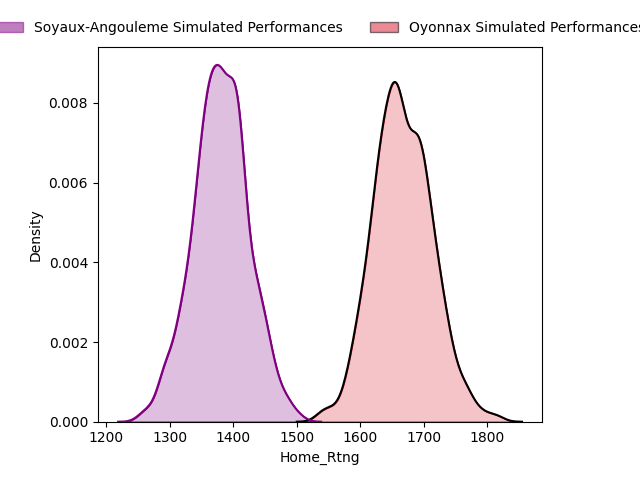 Soyaux-Angouleme Simulated Performances Oyonnax Simulated Performances
0.008
0.006
0.004
0.002
0.000
Density
1200 1300 1400 1500 1600 1700 1800
Home_Rtng